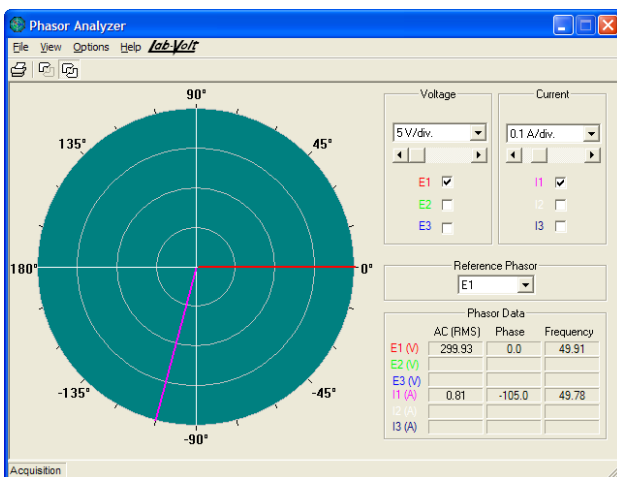 Phasor Analyzer
File View Options Help Lab-Volt
90°
135°
45°
180°
0°
-135°
-45°
-90°
Voltage
5 V/div.
E1
E2
E3
Current
0.1 A/div.
I1
I2
I3
Reference Phasor
E1
Phasor Data
AC (RMS) Phase Frequency
E1 (V) 299.93 0.0 49.91
E2 (V)
E3 (V)
I1 (A) 0.81 -105.0 49.78
I2 (A)
I3 (A)
Acquisition